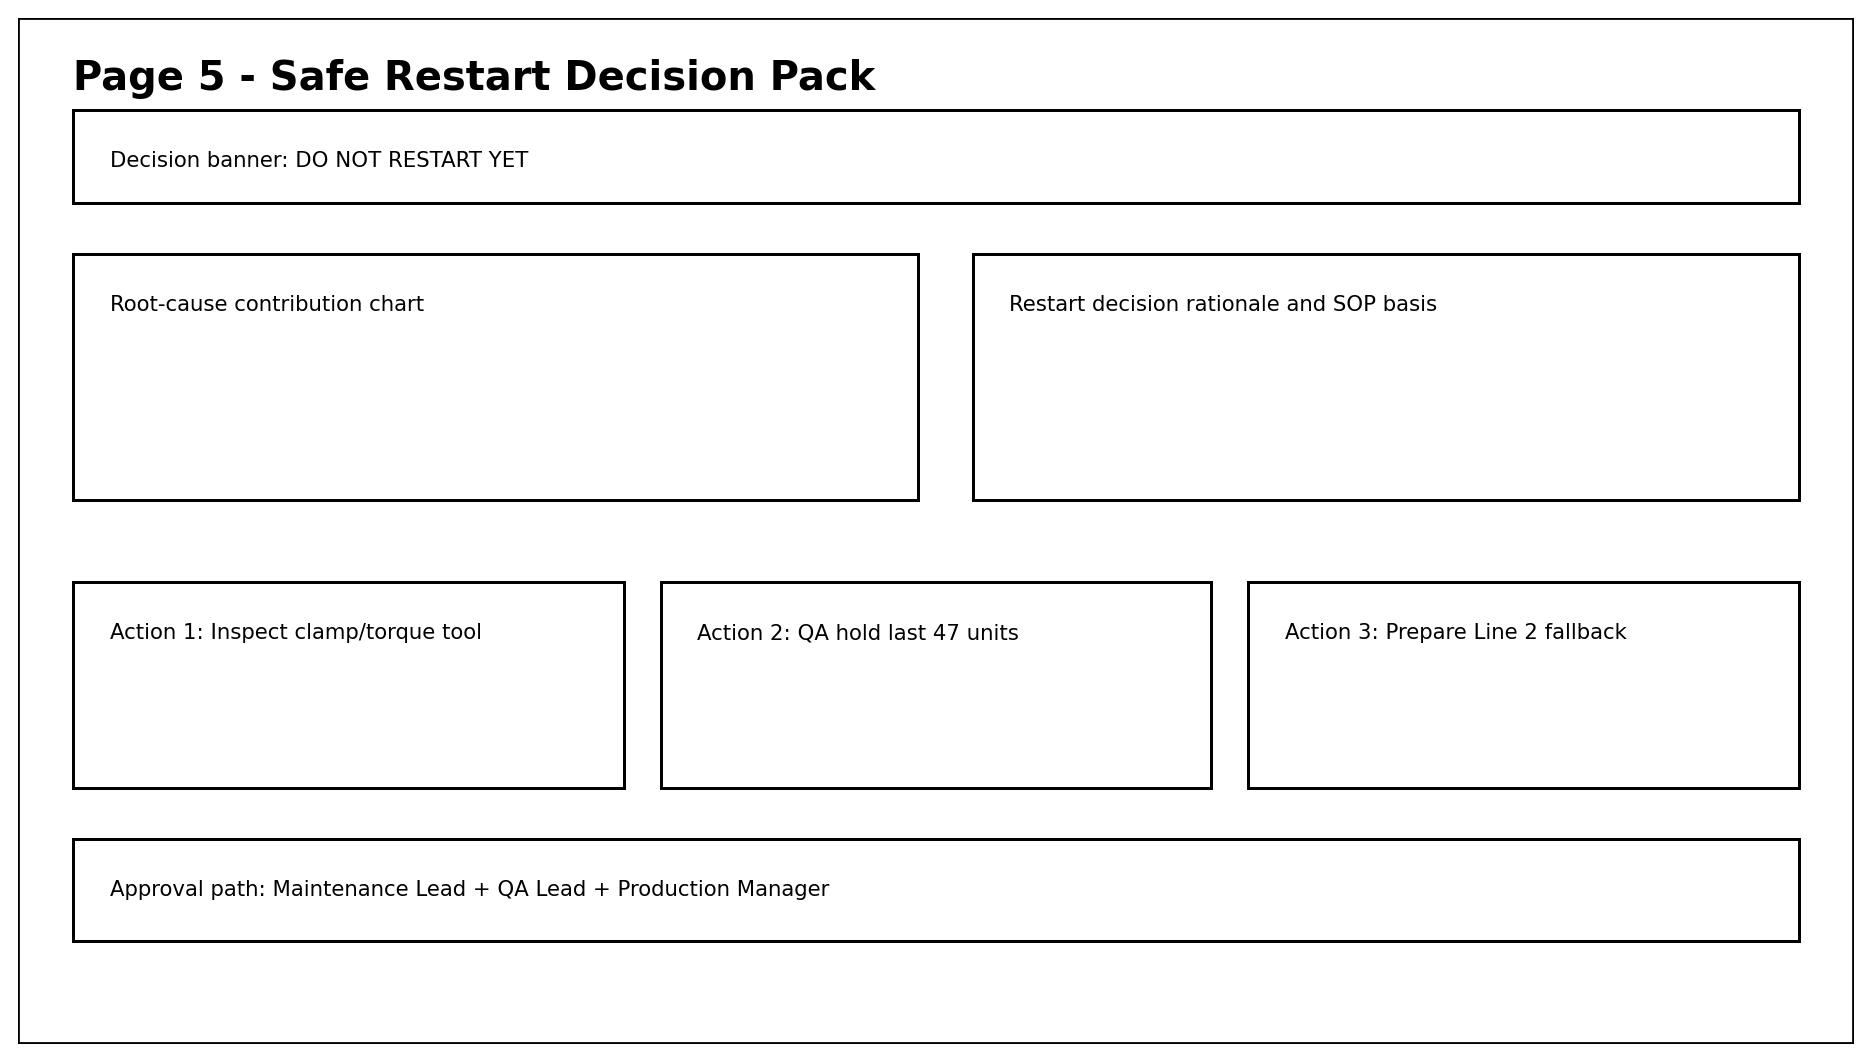 Page 5 - Safe Restart Decision Pack
Decision banner: DO NOT RESTART YET
Root-cause contribution chart
Restart decision rationale and SOP basis
Action 1: Inspect clamp/torque tool
Action 2: QA hold last 47 units
Action 3: Prepare Line 2 fallback
Approval path: Maintenance Lead + QA Lead + Production Manager